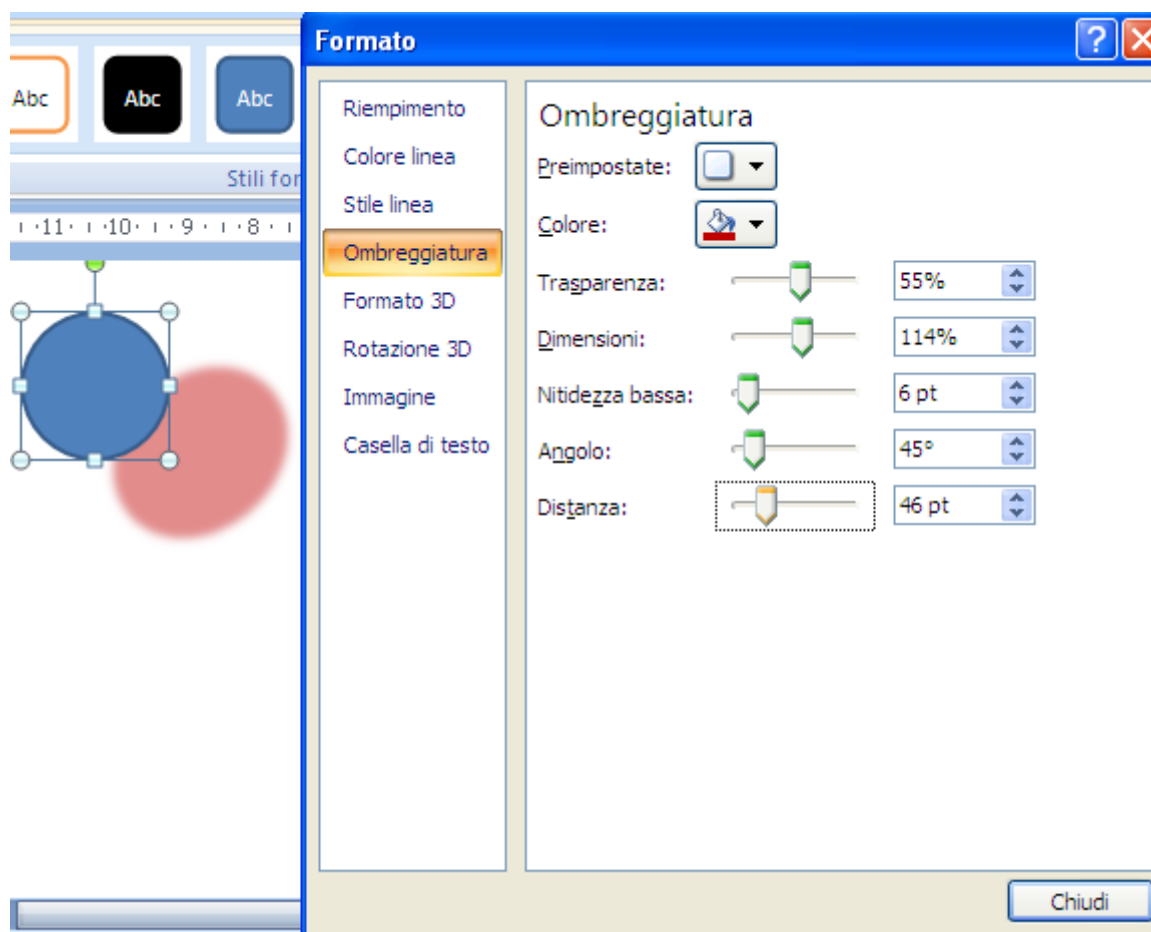 Formato
Abc Abc Abc
Stili for
11 10 9 8
Riempimento
Colore linea
Stile linea
Ombreggiatura
Formato 3D
Rotazione 3D
Immagine
Casella di testo
Ombreggiatura
Preimpostate:
Colore:
Trasparenza: 55%
Dimensioni: 114%
Nitidezza bassa: 6 pt
Angolo: 45°
Distanza: 46 pt
Chiudi